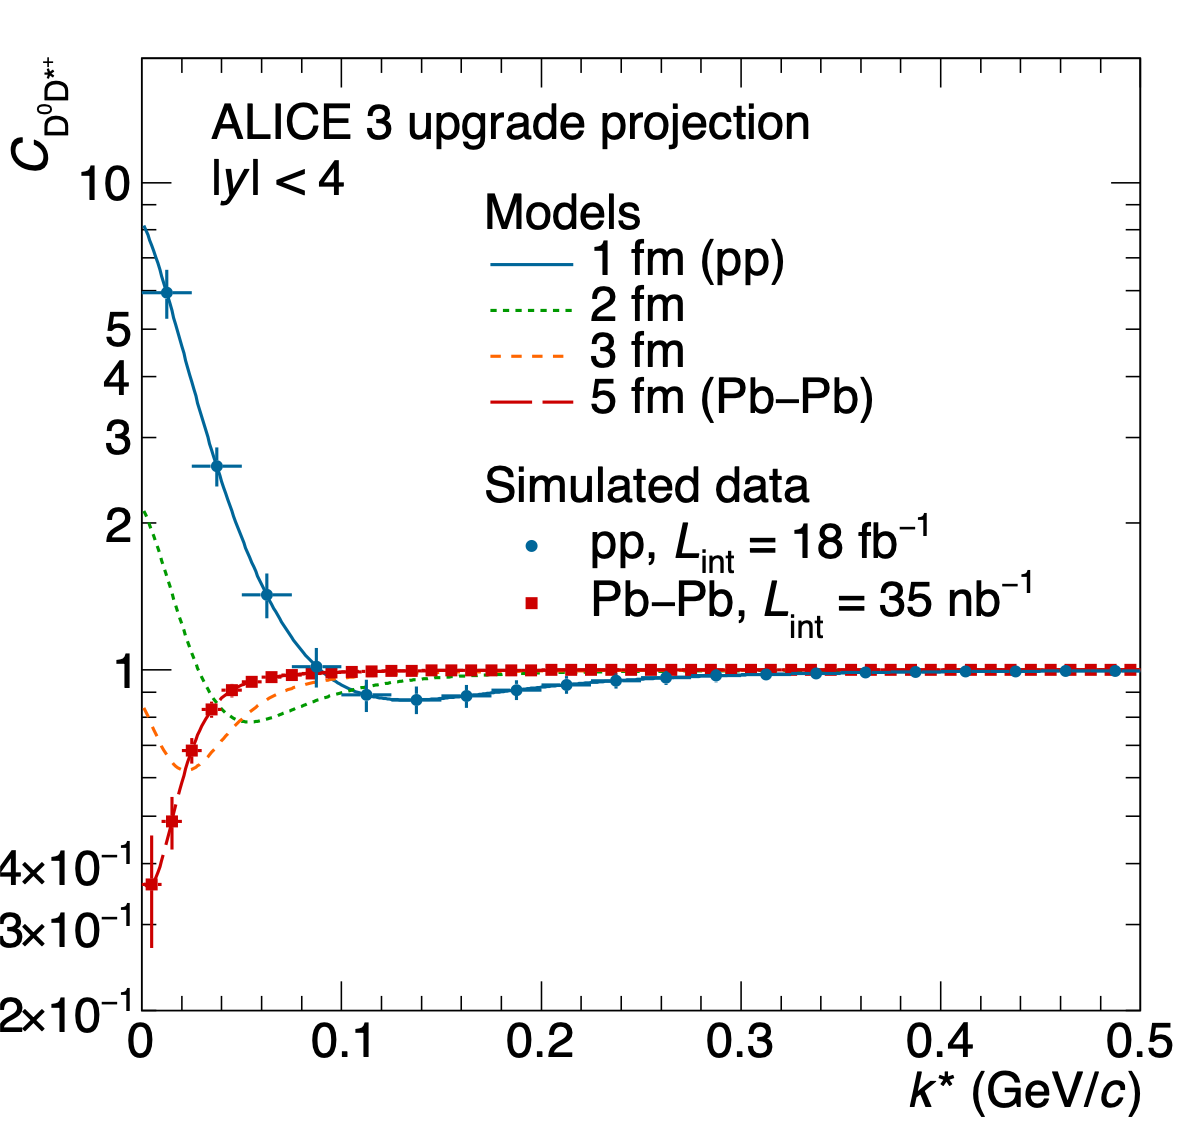 C_D⁰D*⁺
ALICE 3 upgrade projection
|y| < 4
Models
1 fm (pp)
2 fm
3 fm
5 fm (Pb–Pb)
Simulated data
pp, L_int = 18 fb⁻¹
Pb–Pb, L_int = 35 nb⁻¹
10
5
4
3
2
1
4×10⁻¹
3×10⁻¹
2×10⁻¹
0 0.1 0.2 0.3 0.4 0.5
k* (GeV/c)